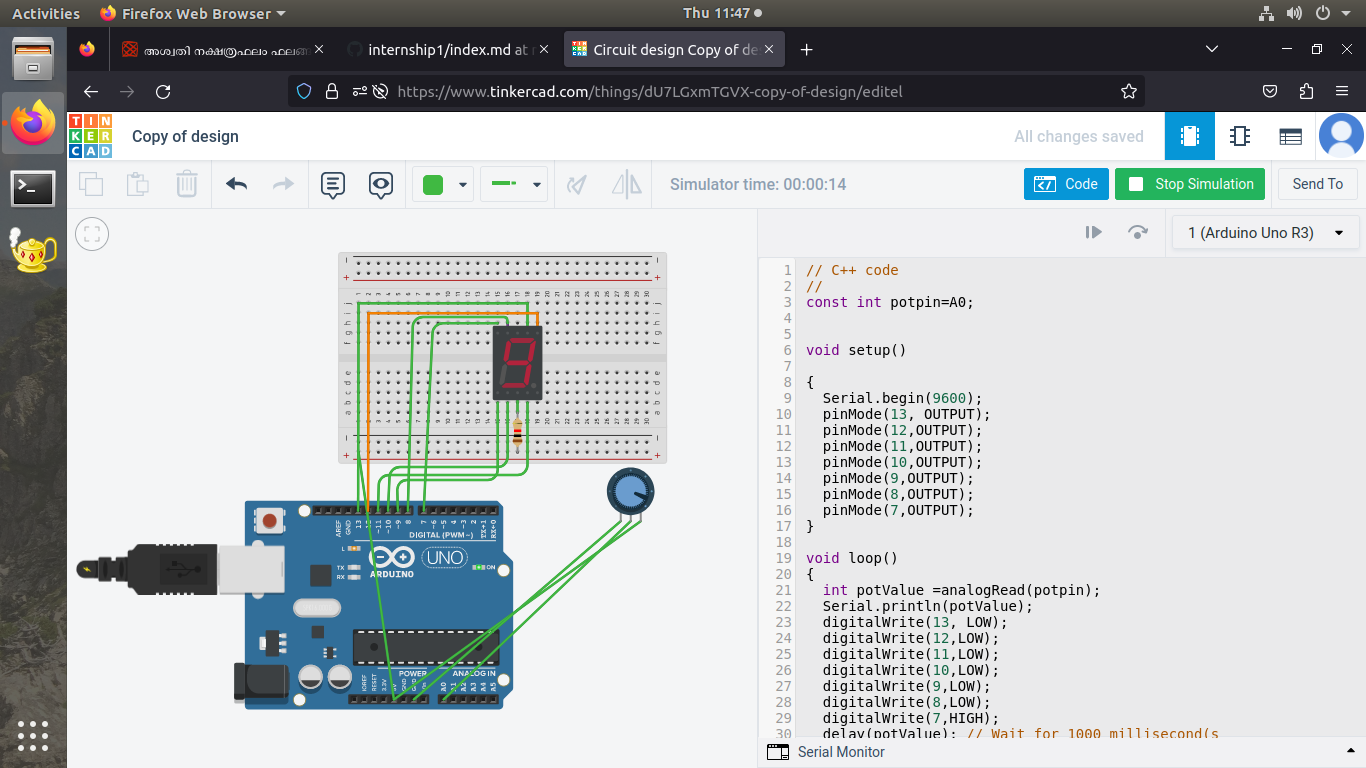 Activities
Firefox Web Browser
Thu 11:47
അശ്വതി നക്ഷത്രഫലം ഫലങ്ങ
internship1/index.md at r
Circuit design Copy of de
https://www.tinkercad.com/things/dU7LGxmTGVX-copy-of-design/editel
TIN
KER
CAD
Copy of design
All changes saved
Simulator time: 00:00:14
Code
Stop Simulation
Send To
1 (Arduino Uno R3)
1 // C++ code
2 //
3 const int potpin=A0;
4
5
6 void setup()
7
8 {
9 Serial.begin(9600);
10 pinMode(13, OUTPUT);
11 pinMode(12,OUTPUT);
12 pinMode(11,OUTPUT);
13 pinMode(10,OUTPUT);
14 pinMode(9,OUTPUT);
15 pinMode(8,OUTPUT);
16 pinMode(7,OUTPUT);
17 }
18
19 void loop()
20 {
21 int potValue =analogRead(potpin);
22 Serial.println(potValue);
23 digitalWrite(13, LOW);
24 digitalWrite(12,LOW);
25 digitalWrite(11,LOW);
26 digitalWrite(10,LOW);
27 digitalWrite(9,LOW);
28 digitalWrite(8,LOW);
29 digitalWrite(7,HIGH);
30 delay(potValue); // Wait for 1000 millisecond(s
Serial Monitor
9
AREF
GND
13
~11
~10
~9
8
7
~6
~5
4
~3
2
TX→1
RX←0
DIGITAL (PWM~)
L
TX
RX
ARDUINO
UNO
ON
POWER
ANALOG IN
IOREF
RESET
3.3V
5V
GND
GND
Vin
A0
A1
A2
A3
A4
A5